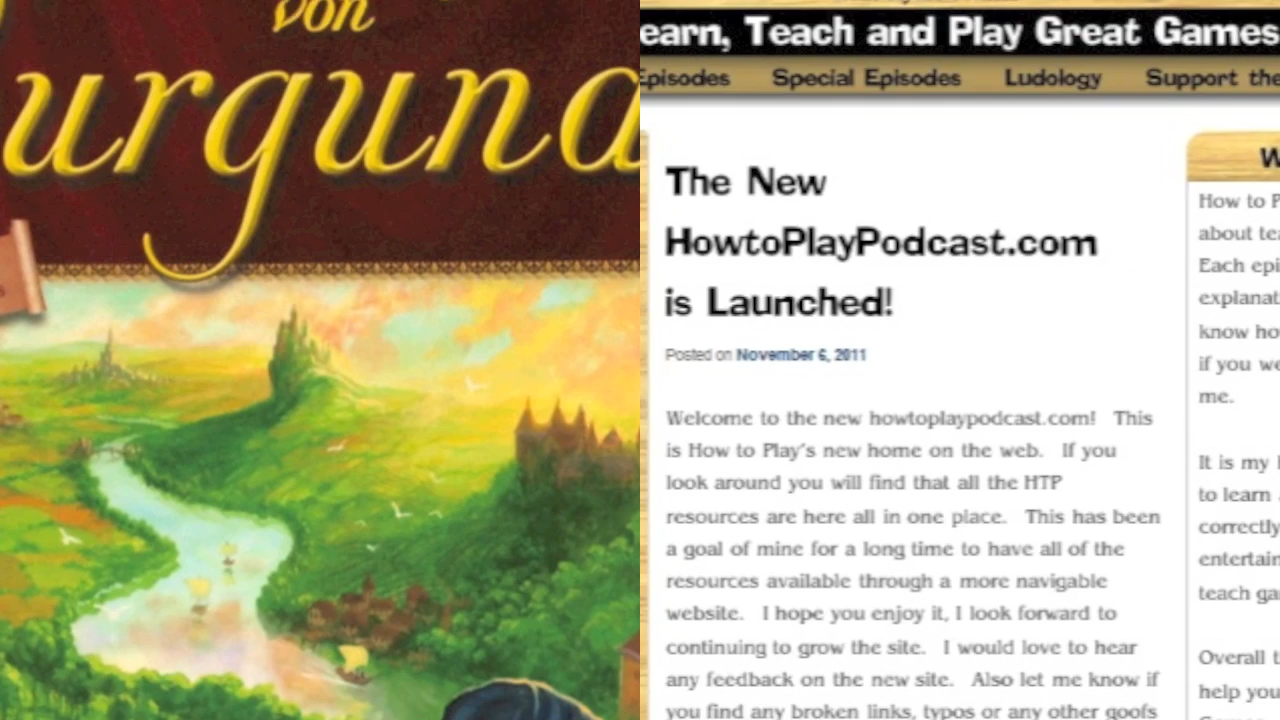 von
urgund
earn, Teach and Play Great Games
Episodes Special Episodes Ludology Support the
The New
HowtoPlayPodcast.com
is Launched!
Posted on November 6, 2011
Welcome to the new howtoplaypodcast.com! This
is How to Play's new home on the web. If you
look around you will find that all the HTP
resources are here all in one place. This has been
a goal of mine for a long time to have all of the
resources available through a more navigable
website. I hope you enjoy it, I look forward to
continuing to grow the site. I would love to hear
any feedback on the new site. Also let me know if
you find any broken links, typos or any other goofs
W
How to P
about tea
Each epi
explanat
know ho
if you we
me.
It is my
to learn
correctly
entertain
teach ga
Overall t
help you